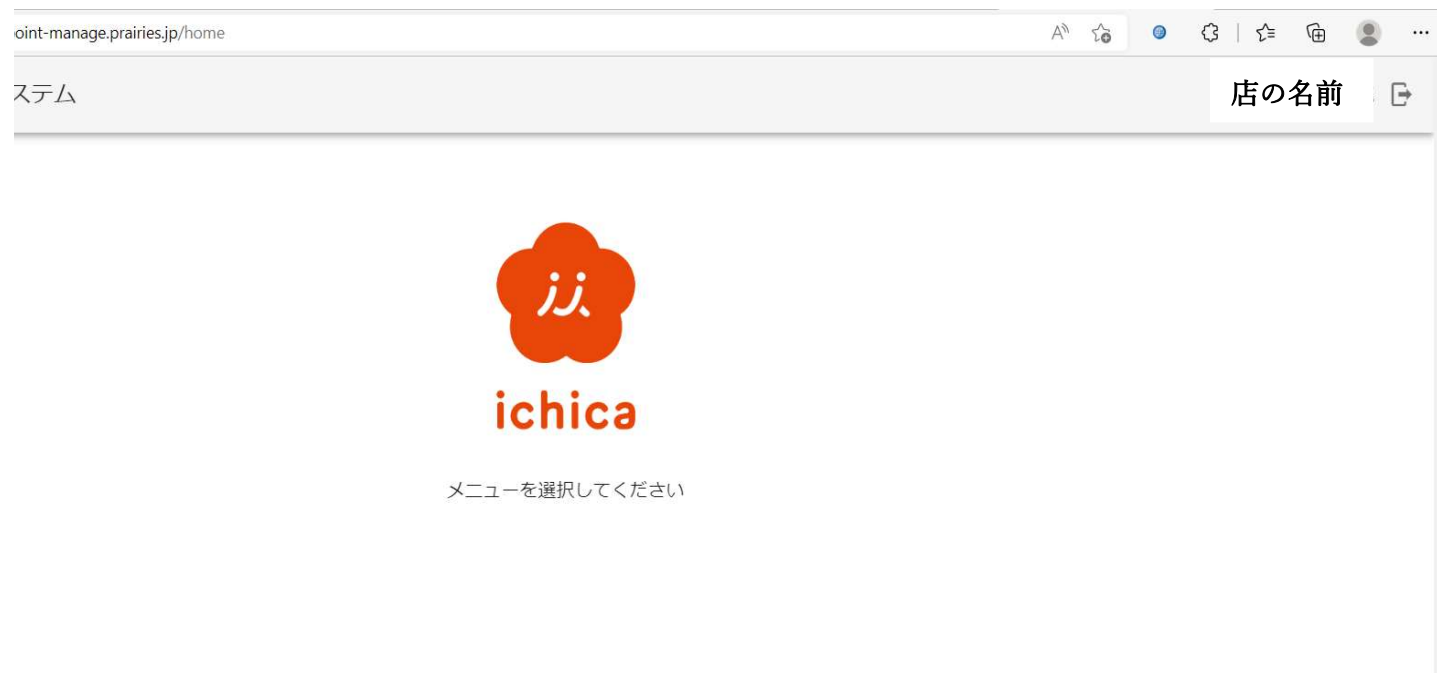 oint-manage.prairies.jp/home
ステム
店の名前
ichica
メニューを選択してください